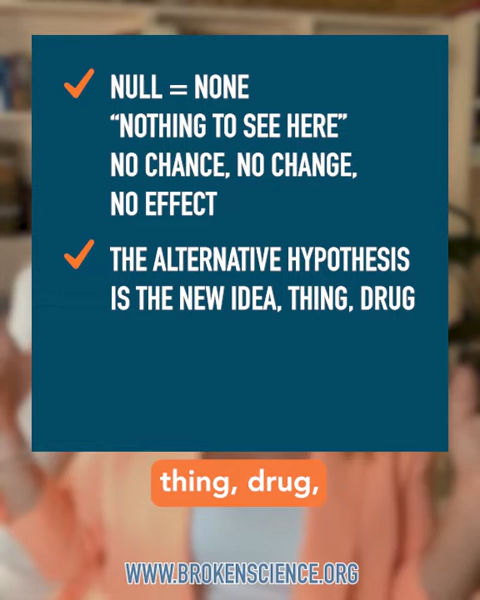 NULL = NONE
“NOTHING TO SEE HERE”
NO CHANCE, NO CHANGE,
NO EFFECT
THE ALTERNATIVE HYPOTHESIS
IS THE NEW IDEA, THING, DRUG
thing, drug,
WWW.BROKENSCIENCE.ORG